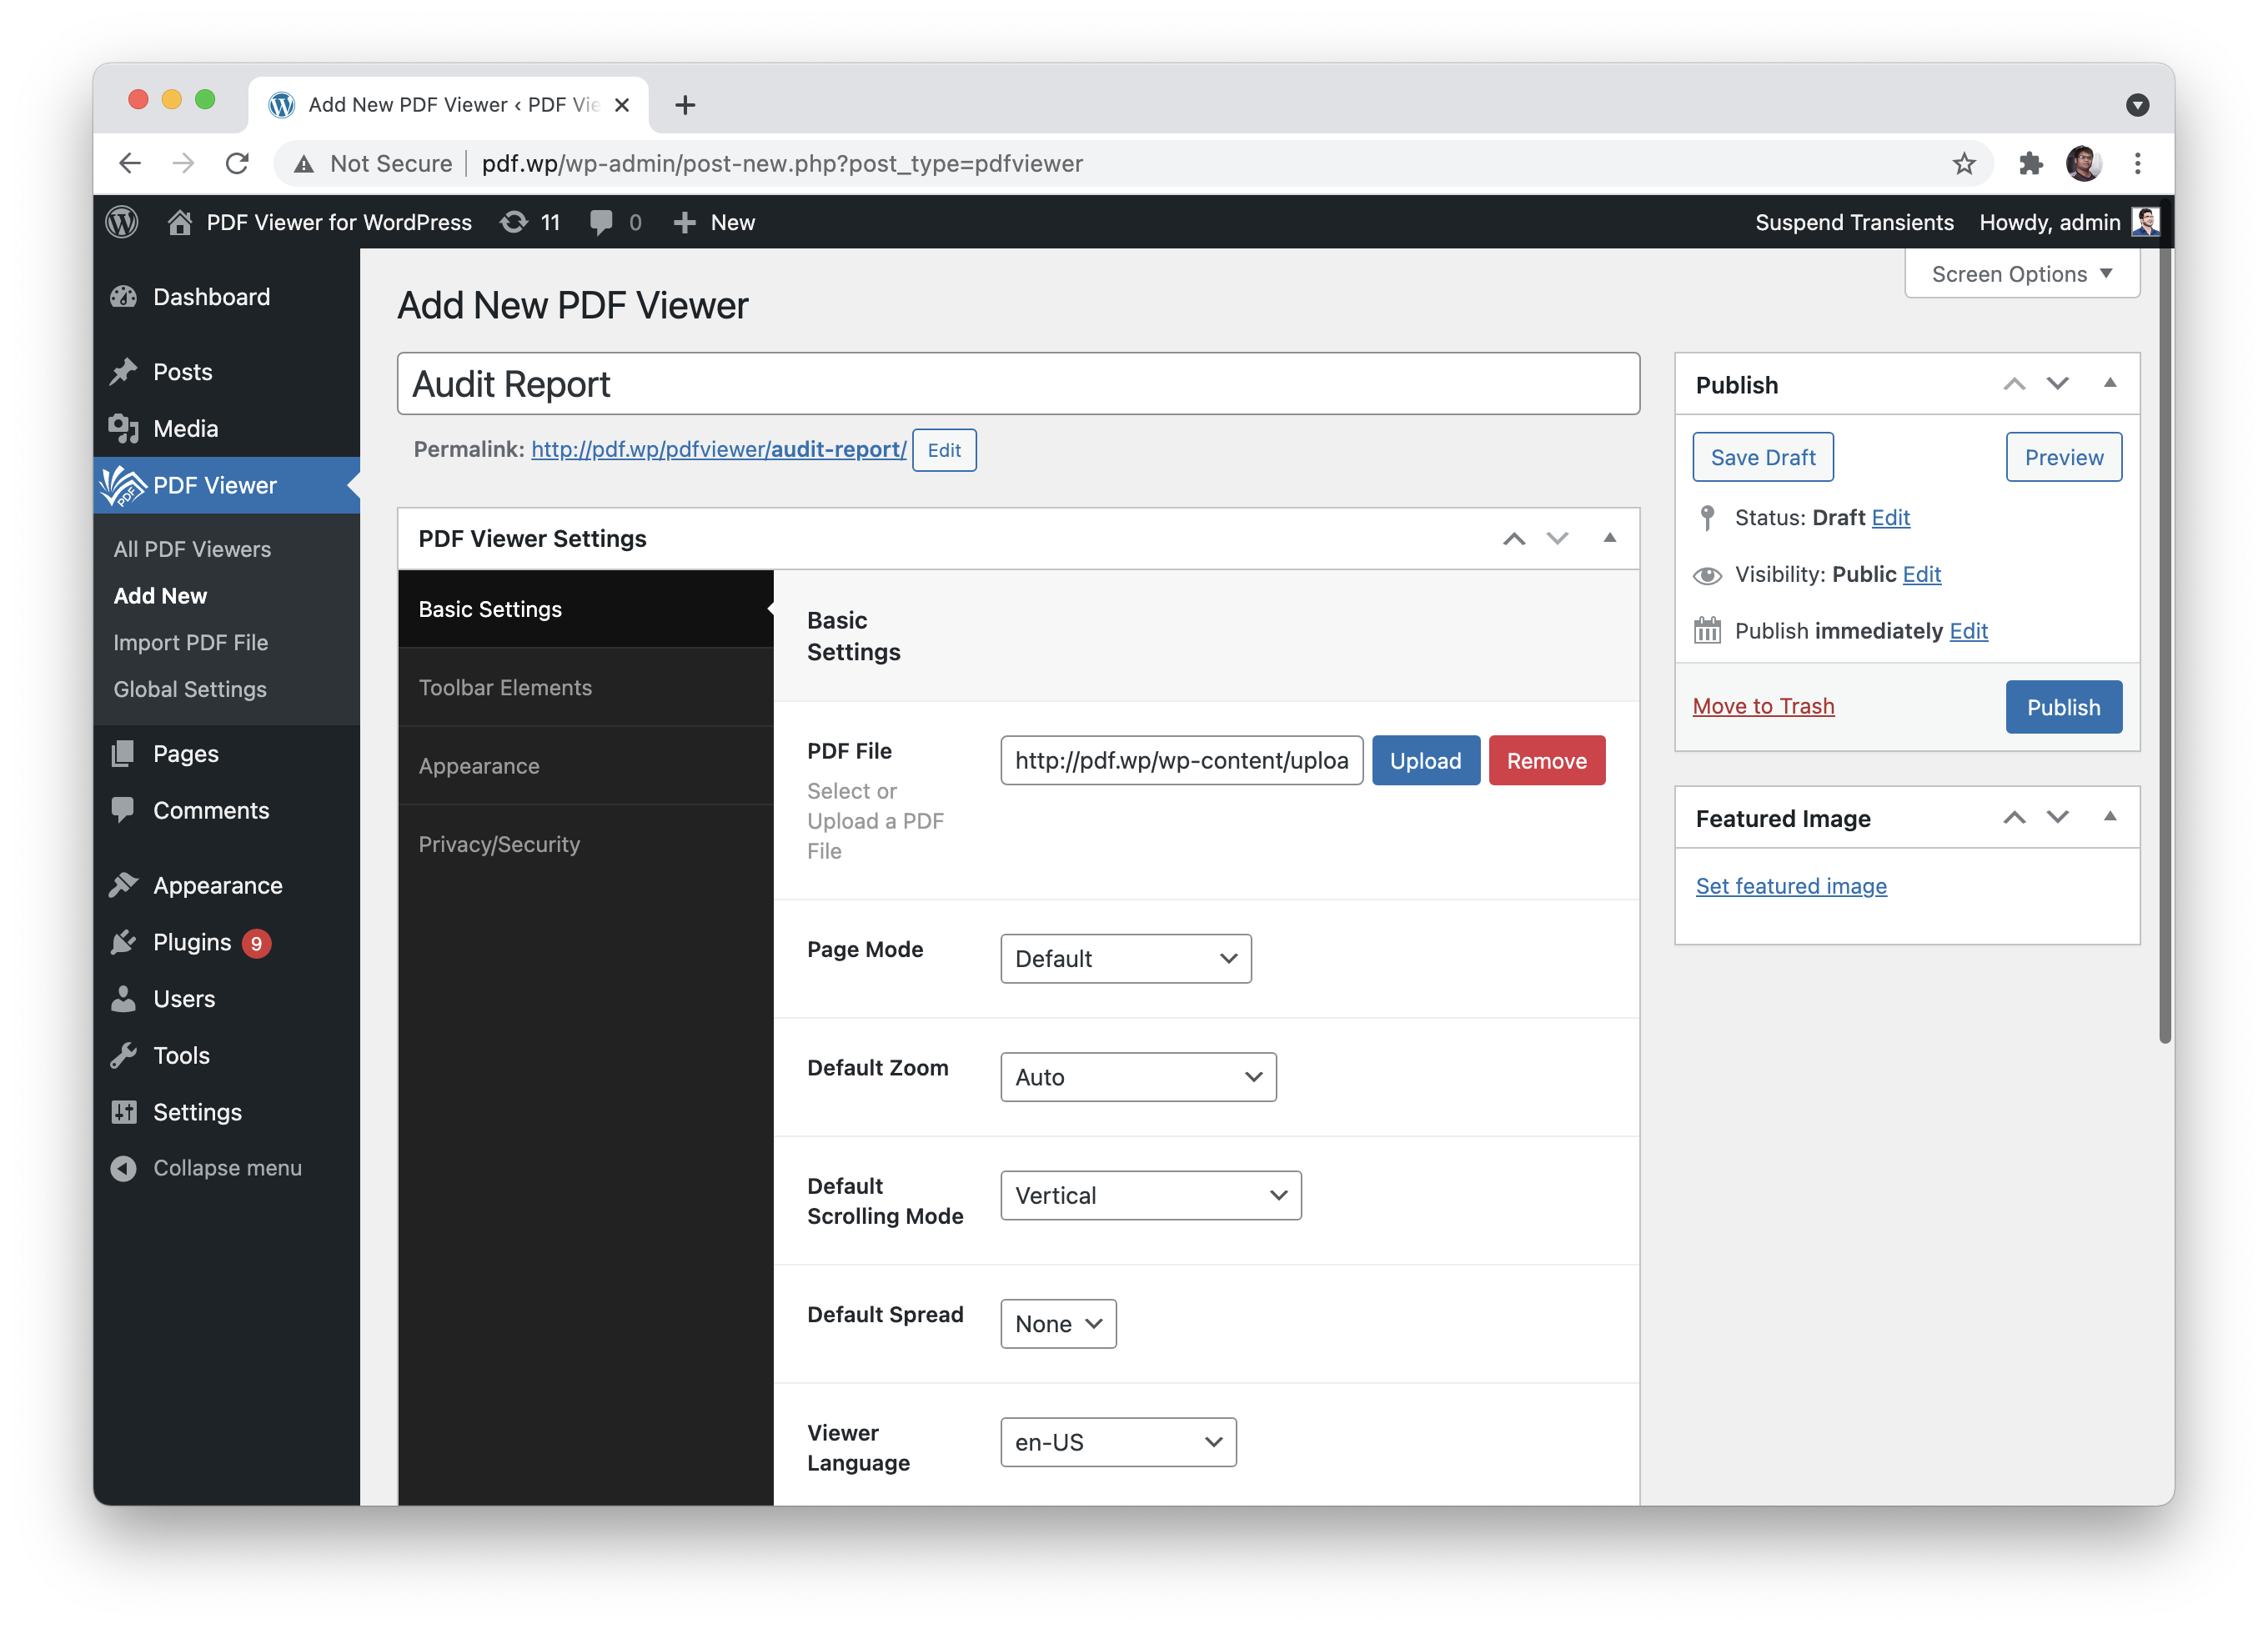 Add New PDF Viewer ‹ PDF Vie
Not Secure pdf.wp/wp-admin/post-new.php?post_type=pdfviewer
PDF Viewer for WordPress 11 0 New Suspend Transients Howdy, admin
Screen Options
Dashboard
Posts
Media
PDF Viewer
All PDF Viewers
Add New
Import PDF File
Global Settings
Pages
Comments
Appearance
Plugins 9
Users
Tools
Settings
Collapse menu
Add New PDF Viewer
Audit Report
Permalink: http://pdf.wp/pdfviewer/audit-report/ Edit
PDF Viewer Settings
Basic Settings
Toolbar Elements
Appearance
Privacy/Security
Basic
Settings
PDF File
Select or
Upload a PDF
File
http://pdf.wp/wp-content/uploa Upload Remove
Page Mode Default
Default Zoom Auto
Default
Scrolling Mode
Vertical
Default Spread None
Viewer
Language
en-US
Publish
Save Draft Preview
Status: Draft Edit
Visibility: Public Edit
Publish immediately Edit
Move to Trash Publish
Featured Image
Set featured image